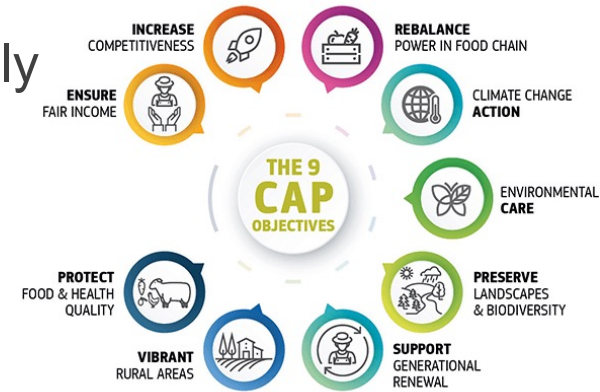 ly
INCREASE
COMPETITIVENESS
REBALANCE
POWER IN FOOD CHAIN
ENSURE
FAIR INCOME
CLIMATE CHANGE
ACTION
THE 9
CAP
OBJECTIVES
ENVIRONMENTAL
CARE
PROTECT
FOOD & HEALTH
QUALITY
PRESERVE
LANDSCAPES
& BIODIVERSITY
VIBRANT
RURAL AREAS
SUPPORT
GENERATIONAL
RENEWAL